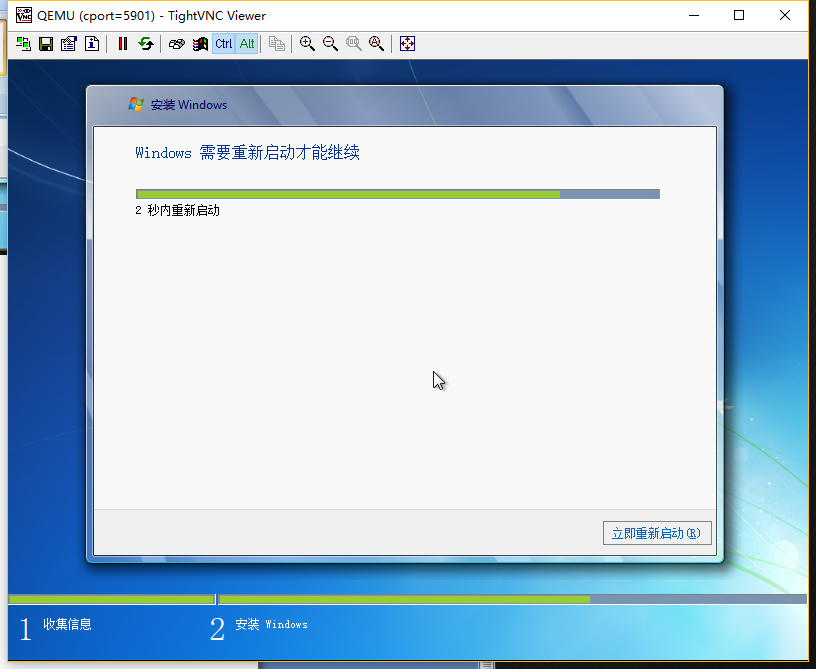 QEMU (cport=5901) - TightVNC Viewer
Ctrl Alt
安装 Windows
Windows 需要重新启动才能继续
2 秒内重新启动
立即重新启动(R)
1 收集信息 2 安装 Windows